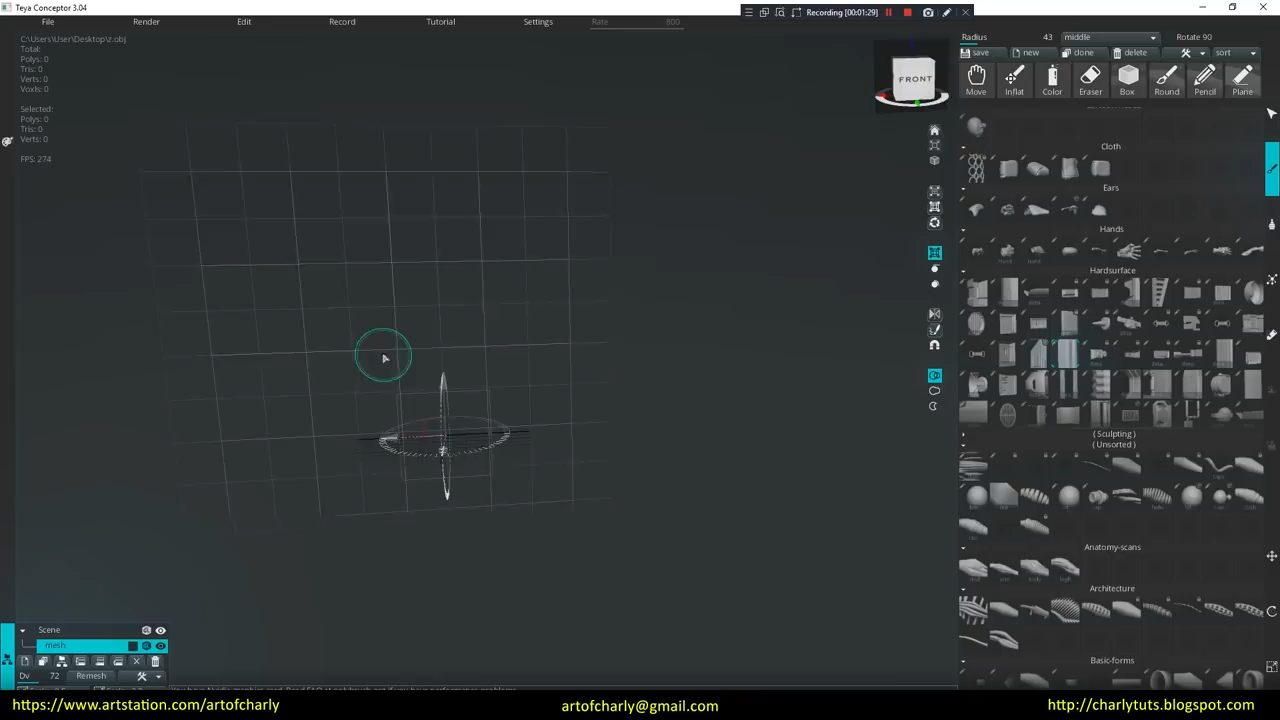 Teya Conceptor 3.04
Recording [00:01:29]
File
Render
Edit
Record
Tutorial
Settings
Rate
800
C:\Users\User\Desktop\z.obj
Total:
Polys: 0
Tris: 0
Verts: 0
Voxls: 0
Selected:
Polys: 0
Tris: 0
Verts: 0
FPS: 274
FRONT
Radius
43
middle
Rotate 90
save
new
clone
delete
sort
Move
Inflat
Color
Eraser
Box
Round
Pencil
Plane
Cloth
Ears
Hands
Hardsurface
( Sculpting )
( Unsorted )
Anatomy-scans
Architecture
Basic-forms
Scene
mesh
Dv
72
Remesh
https://www.artstation.com/artofcharly
artofcharly@gmail.com
http://charlytuts.blogspot.com